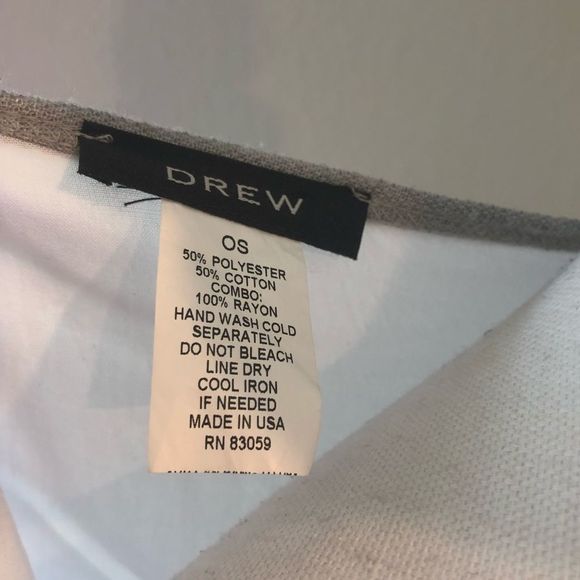 DREW
OS
50% POLYESTER
50% COTTON
COMBO:
100% RAYON
HAND WASH COLD
SEPARATELY
DO NOT BLEACH
LINE DRY
COOL IRON
IF NEEDED
MADE IN USA
RN 83059